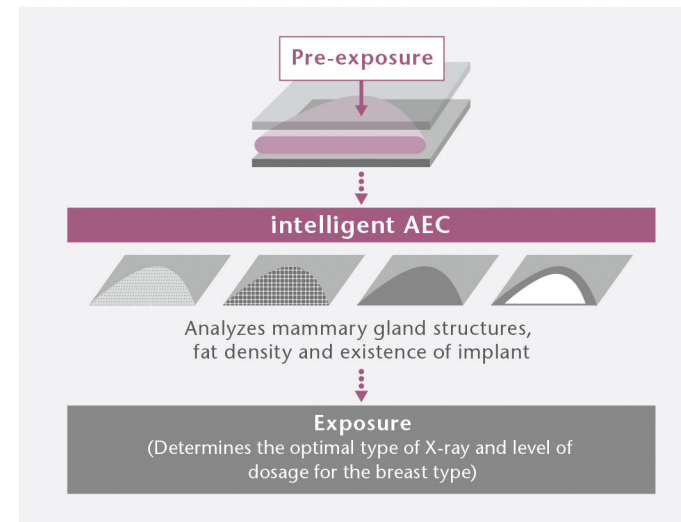 Pre-exposure
intelligent AEC
Analyzes mammary gland structures,
fat density and existence of implant
Exposure
(Determines the optimal type of X-ray and level of
dosage for the breast type)